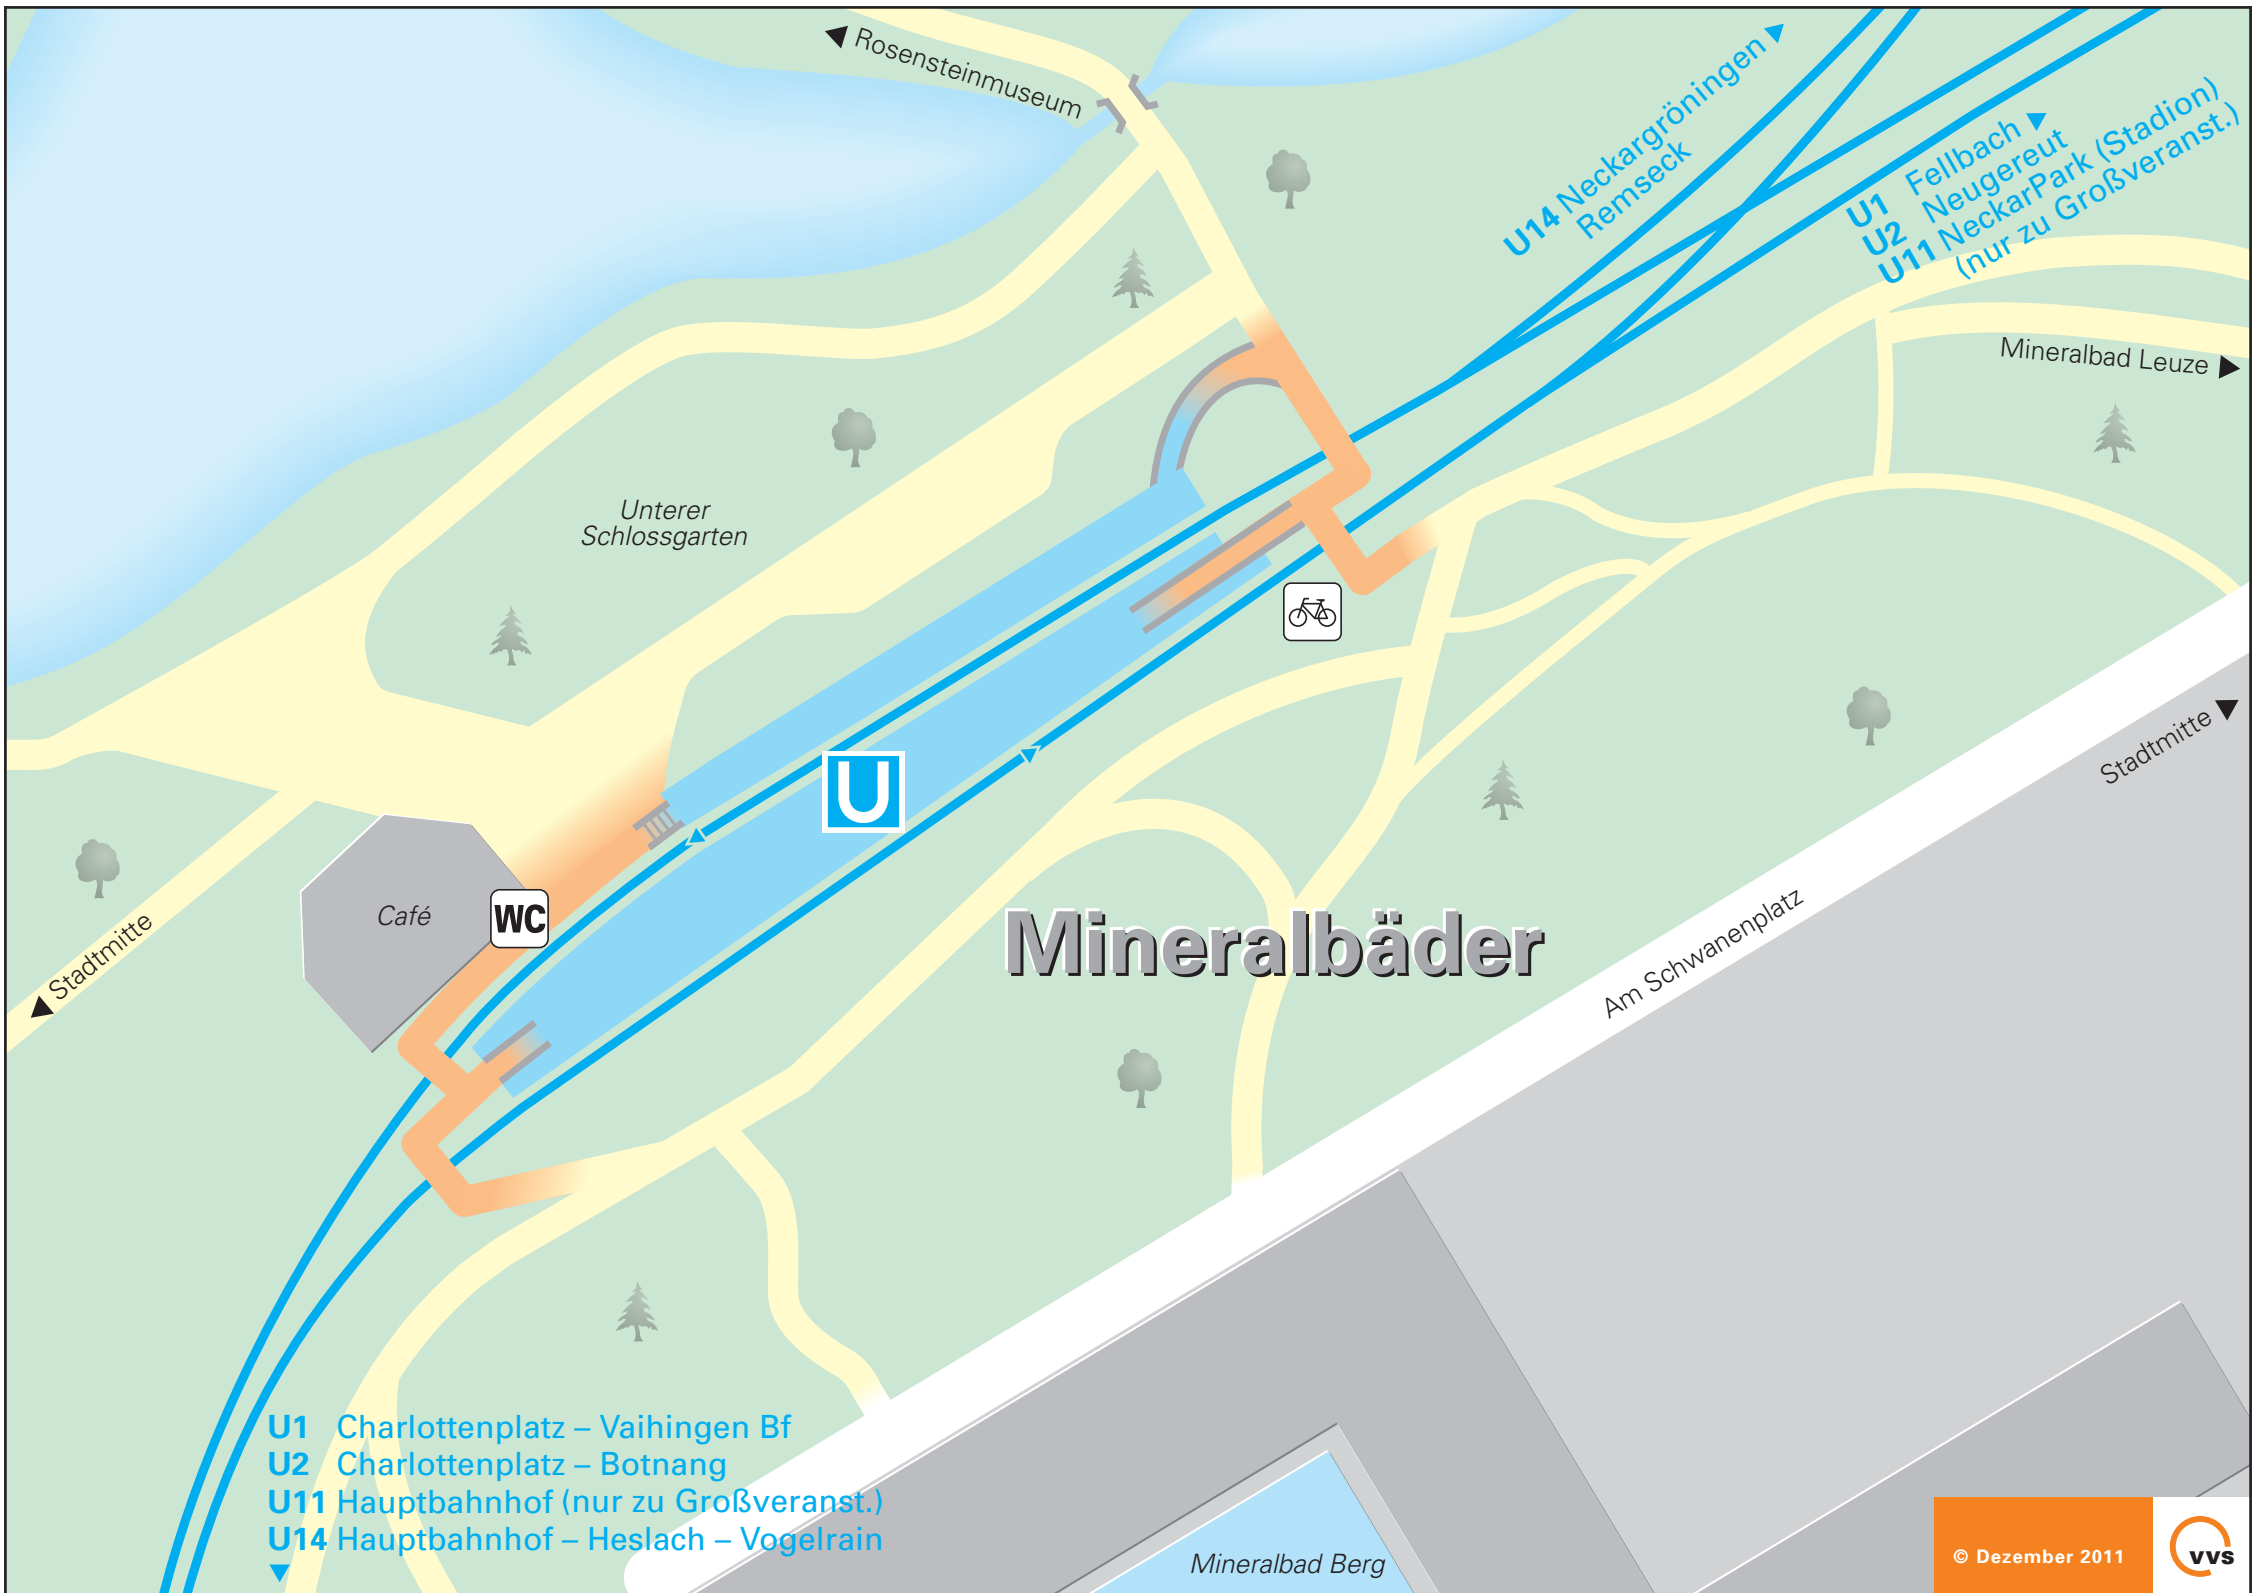 Rosensteinmuseum
U14 Neckargröningen
Remseck
U1 Fellbach
U2 Neugereut
U11 NeckarPark (Stadion)
(nur zu Großveranst.)
Mineralbad Leuze
Unterer
Schlossgarten
Stadtmitte
U
Café
WC
Stadtmitte
Mineralbäder
Am Schwanenplatz
U1 Charlottenplatz – Vaihingen Bf
U2 Charlottenplatz – Botnang
U11 Hauptbahnhof (nur zu Großveranst.)
U14 Hauptbahnhof – Heslach – Vogelrain
Mineralbad Berg
© Dezember 2011
vvs